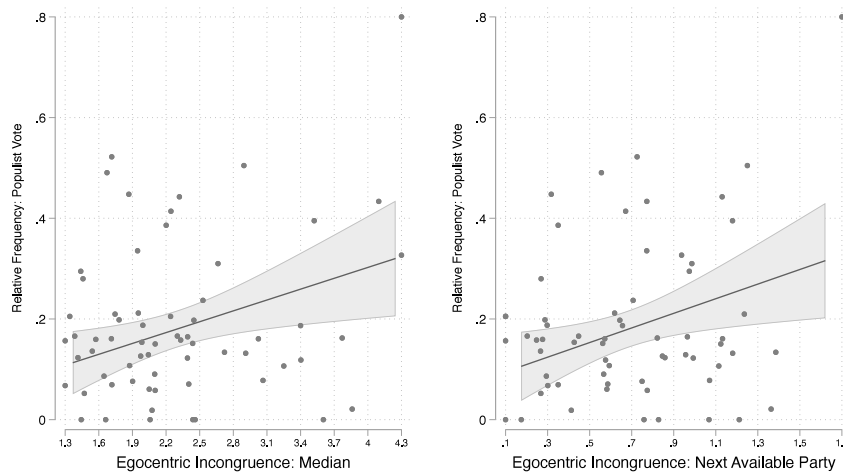 .8
.6
.4
.2
0
Relative Frequency: Populist Vote
1.3 1.6 1.9 2.2 2.5 2.8 3.1 3.4 3.7 4 4.3
Egocentric Incongruence: Median
.8
.6
.4
.2
0
Relative Frequency: Populist Vote
.1 .3 .5 .7 .9 1.1 1.3 1.5
Egocentric Incongruence: Next Available Party